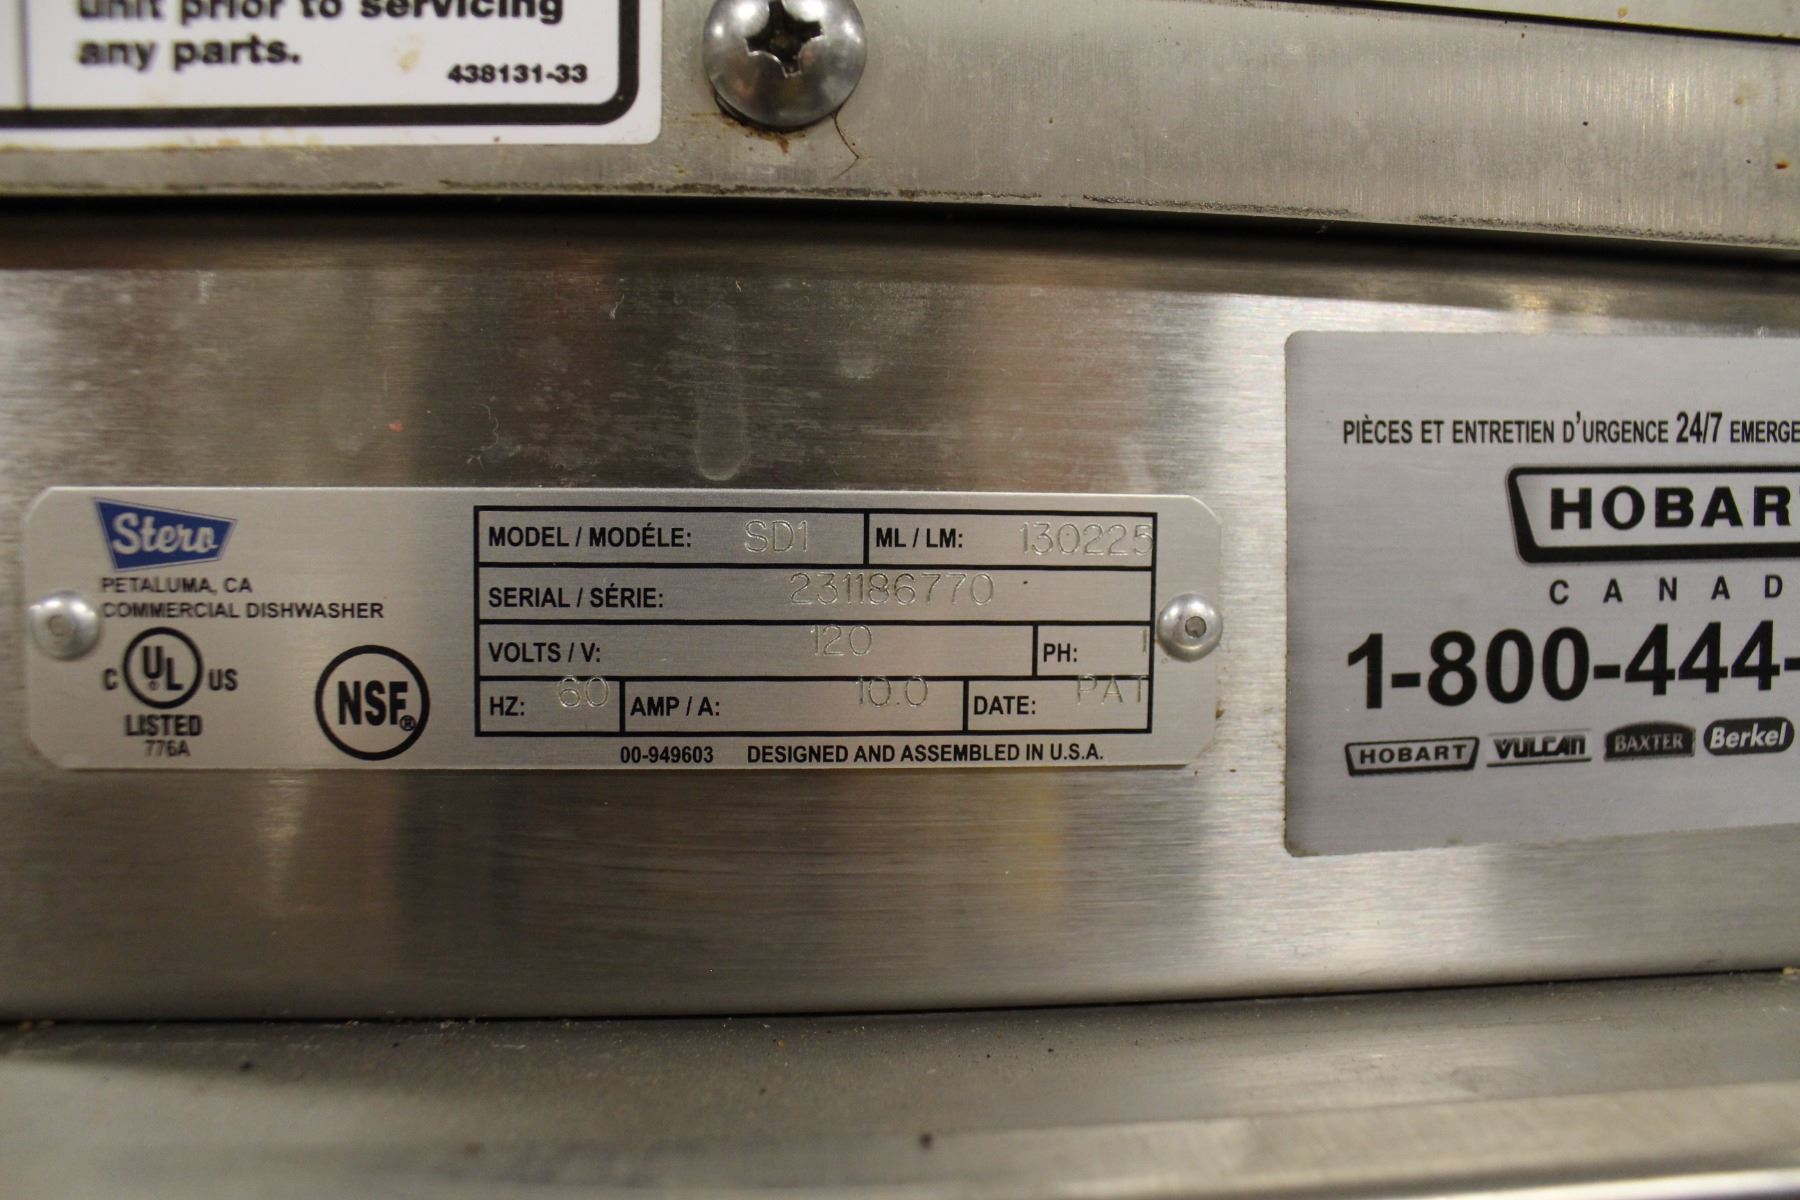 unit prior to servicing
any parts.
438131-33
Stero
PETALUMA, CA
COMMERCIAL DISHWASHER
C UL US
LISTED
776A
NSF®
MODEL / MODÉLE: SD1 ML / LM: 130225
SERIAL / SÉRIE: 231186770
VOLTS / V: 120 PH: 1
HZ: 60 AMP / A: 10.0 DATE: PAT
00-949603 DESIGNED AND ASSEMBLED IN U.S.A.
PIÈCES ET ENTRETIEN D'URGENCE 24/7 EMERGE
HOBART
CANAD
1-800-444-
HOBART VULCAN BAXTER Berkel